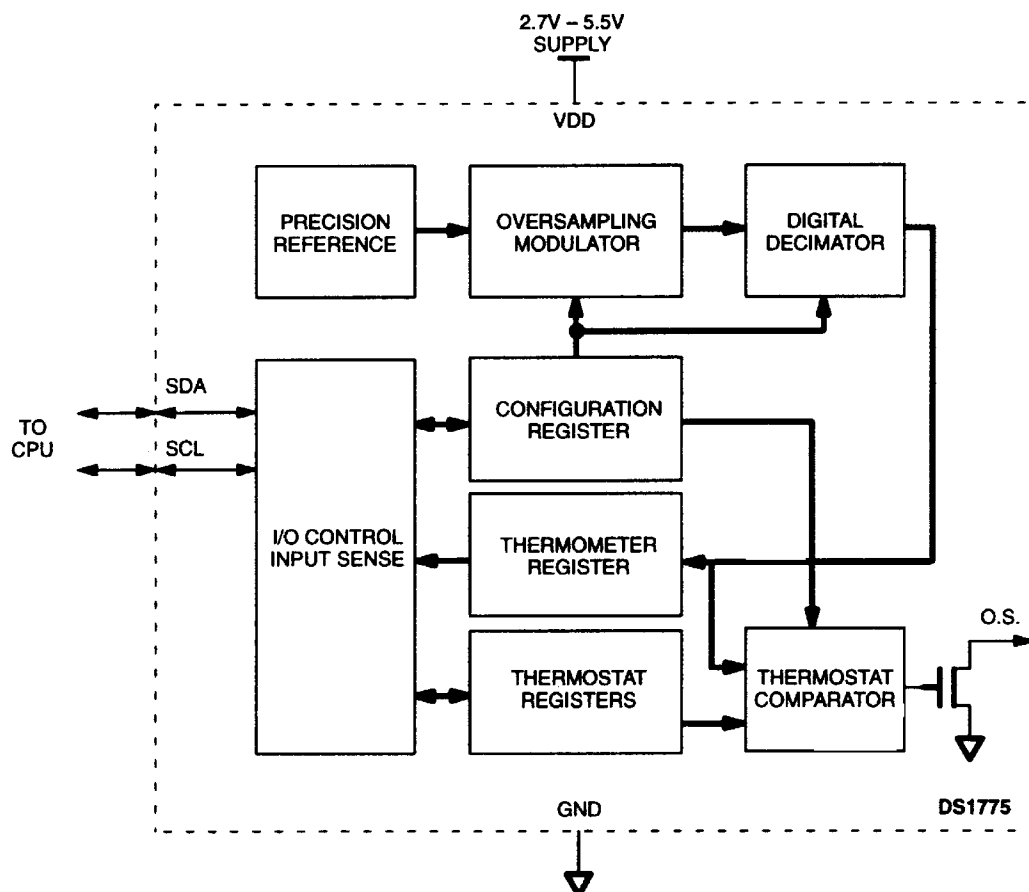 2.7V – 5.5V
SUPPLY
VDD
PRECISION
REFERENCE
OVERSAMPLING
MODULATOR
DIGITAL
DECIMATOR
SDA
TO
CPU
SCL
CONFIGURATION
REGISTER
I/O CONTROL
INPUT SENSE
THERMOMETER
REGISTER
O.S.
THERMOSTAT
REGISTERS
THERMOSTAT
COMPARATOR
GND
DS1775